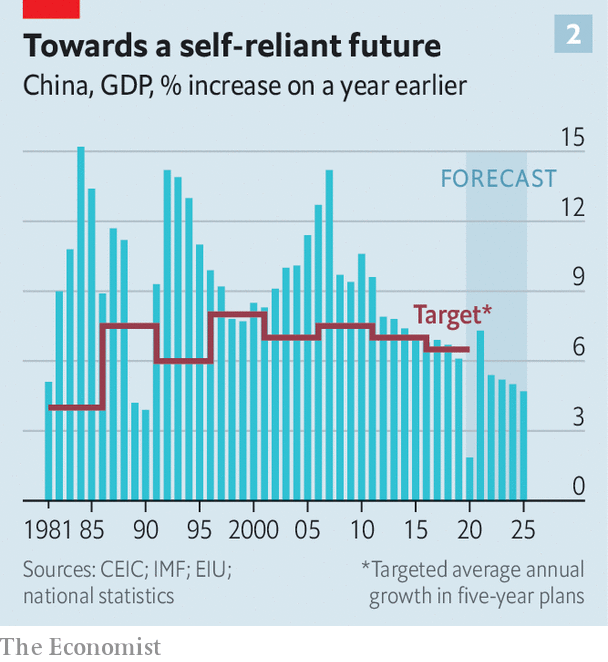 2
Towards a self-reliant future
China, GDP, % increase on a year earlier
15
FORECAST
12
9
Target*
6
3
0
1981 85 90 95 2000 05 10 15 20 25
Sources: CEIC; IMF; EIU;
national statistics
*Targeted average annual
growth in five-year plans
The Economist